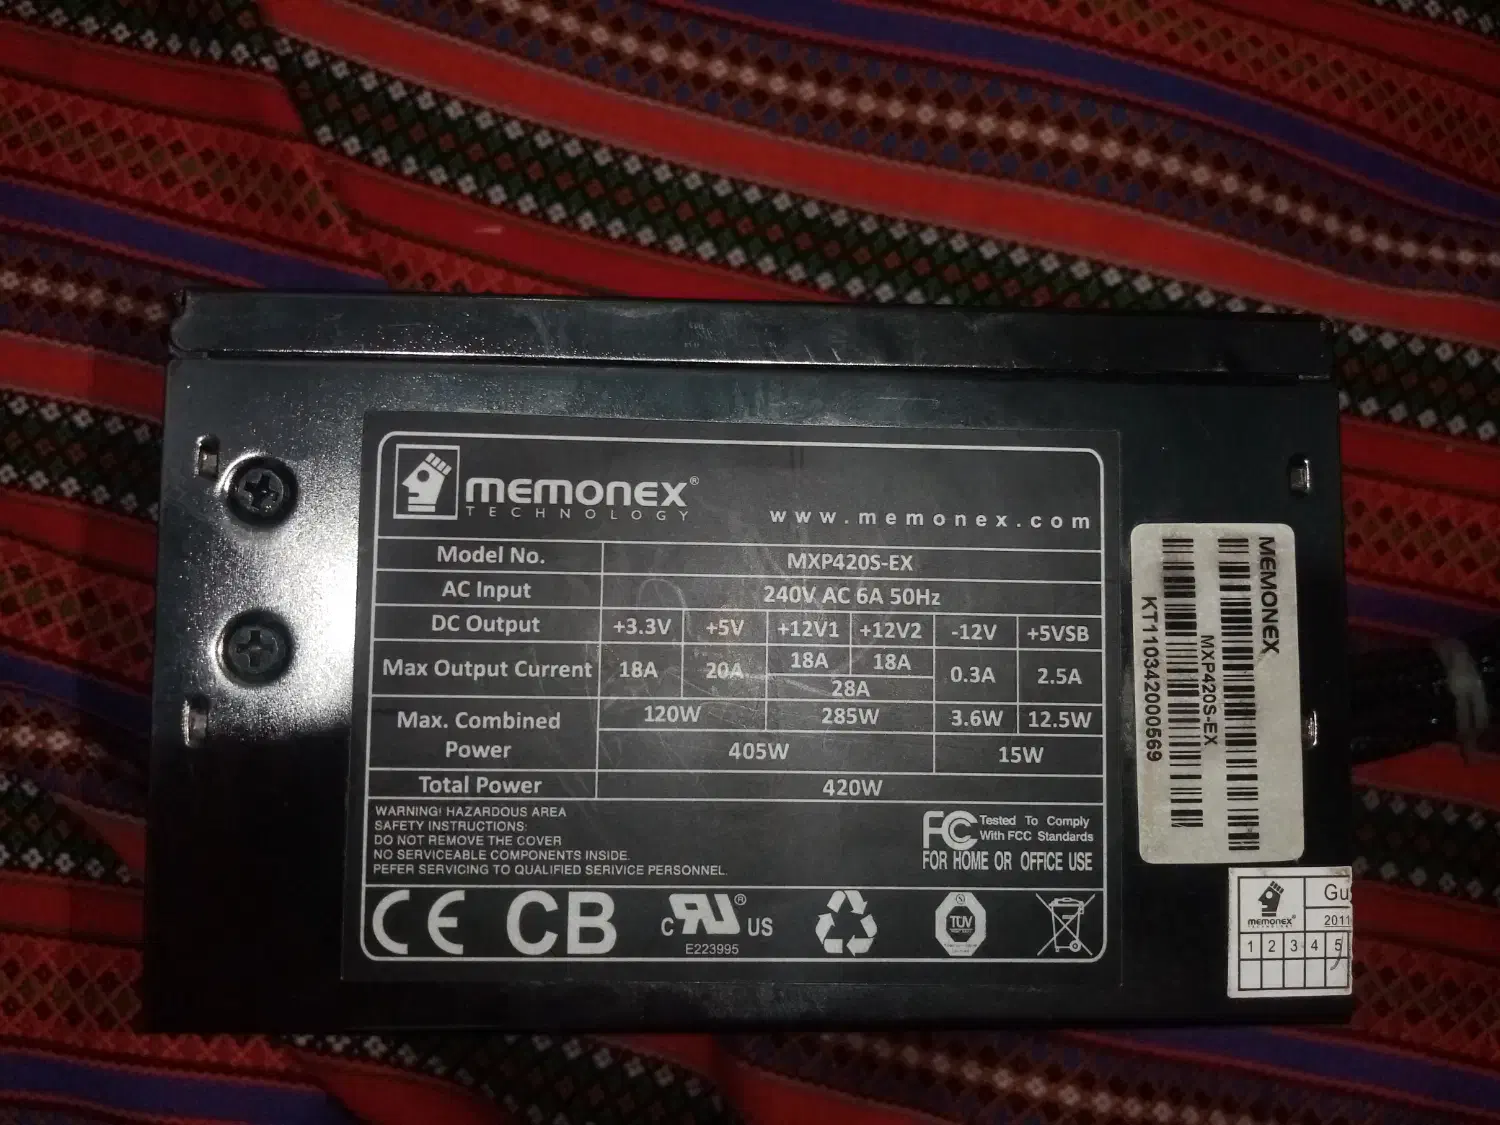 MEMONEX®
TECHNOLOGY
www.memonex.com
Model No. MXP420S-EX
AC Input 240V AC 6A 50Hz
DC Output +3.3V +5V +12V1 +12V2 -12V +5VSB
Max Output Current 18A 20A 18A 18A 0.3A 2.5A
28A
Max. Combined Power 120W 285W 3.6W 12.5W
405W 15W
Total Power 420W
WARNING! HAZARDOUS AREA
SAFETY INSTRUCTIONS:
DO NOT REMOVE THE COVER
NO SERVICEABLE COMPONENTS INSIDE.
PEFER SERVICING TO QUALIFIED SERVICE PERSONNEL.
FC Tested To Comply
With FCC Standards
FOR HOME OR OFFICE USE
CE CB C RU® US TUV
E223995
MEMONEX
MXP420S-EX
KT110342000569
MEMONEX®
Gu
2011
1 2 3 4 5